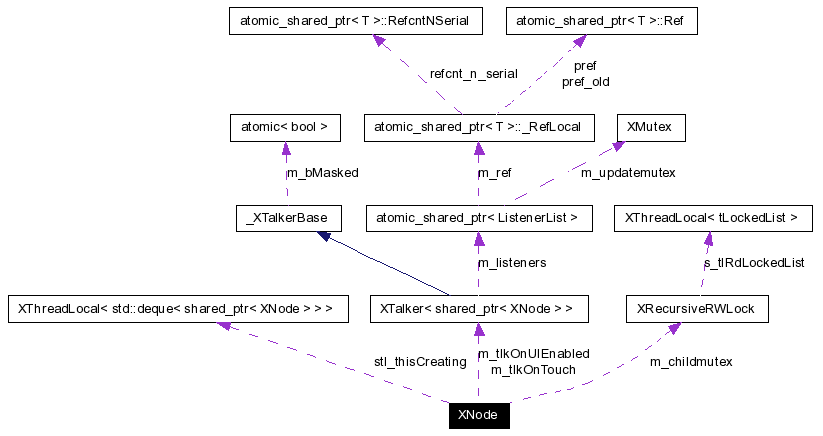 atomic_shared_ptr< T >::RefcntNSerial
atomic_shared_ptr< T >::Ref
refcnt_n_serial
pref
pref_old
atomic< bool >
atomic_shared_ptr< T >::_RefLocal
XMutex
m_bMasked
m_ref
m_updatemutex
_XTalkerBase
atomic_shared_ptr< ListenerList >
XThreadLocal< tLockedList >
m_listeners
s_tlRdLockedList
XThreadLocal< std::deque< shared_ptr< XNode > > >
XTalker< shared_ptr< XNode > >
XRecursiveRWLock
stl_thisCreating
m_tlkOnUIEnabled
m_tlkOnTouch
m_childmutex
XNode